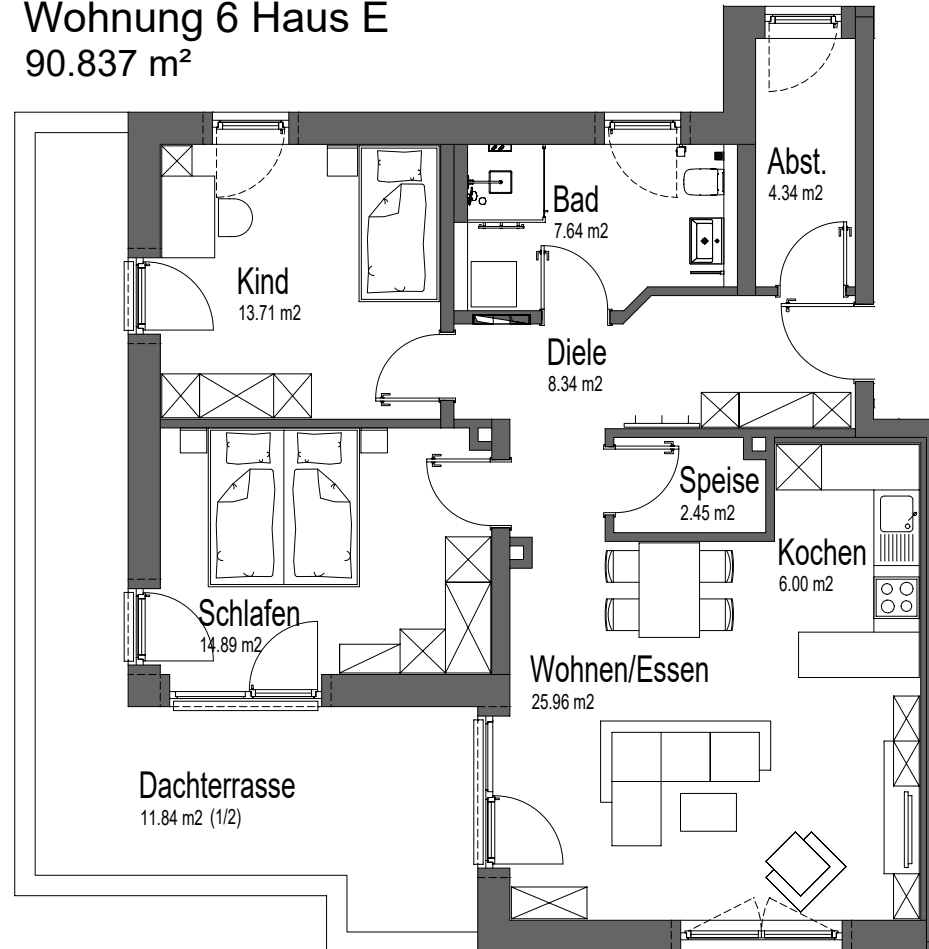 Wohnung 6 Haus E
90.837 m²
Abst.
4.34 m2
Bad
7.64 m2
Kind
13.71 m2
Diele
8.34 m2
Speise
2.45 m2
Kochen
6.00 m2
Schlafen
14.89 m2
Wohnen/Essen
25.96 m2
Dachterrasse
11.84 m2 (1/2)